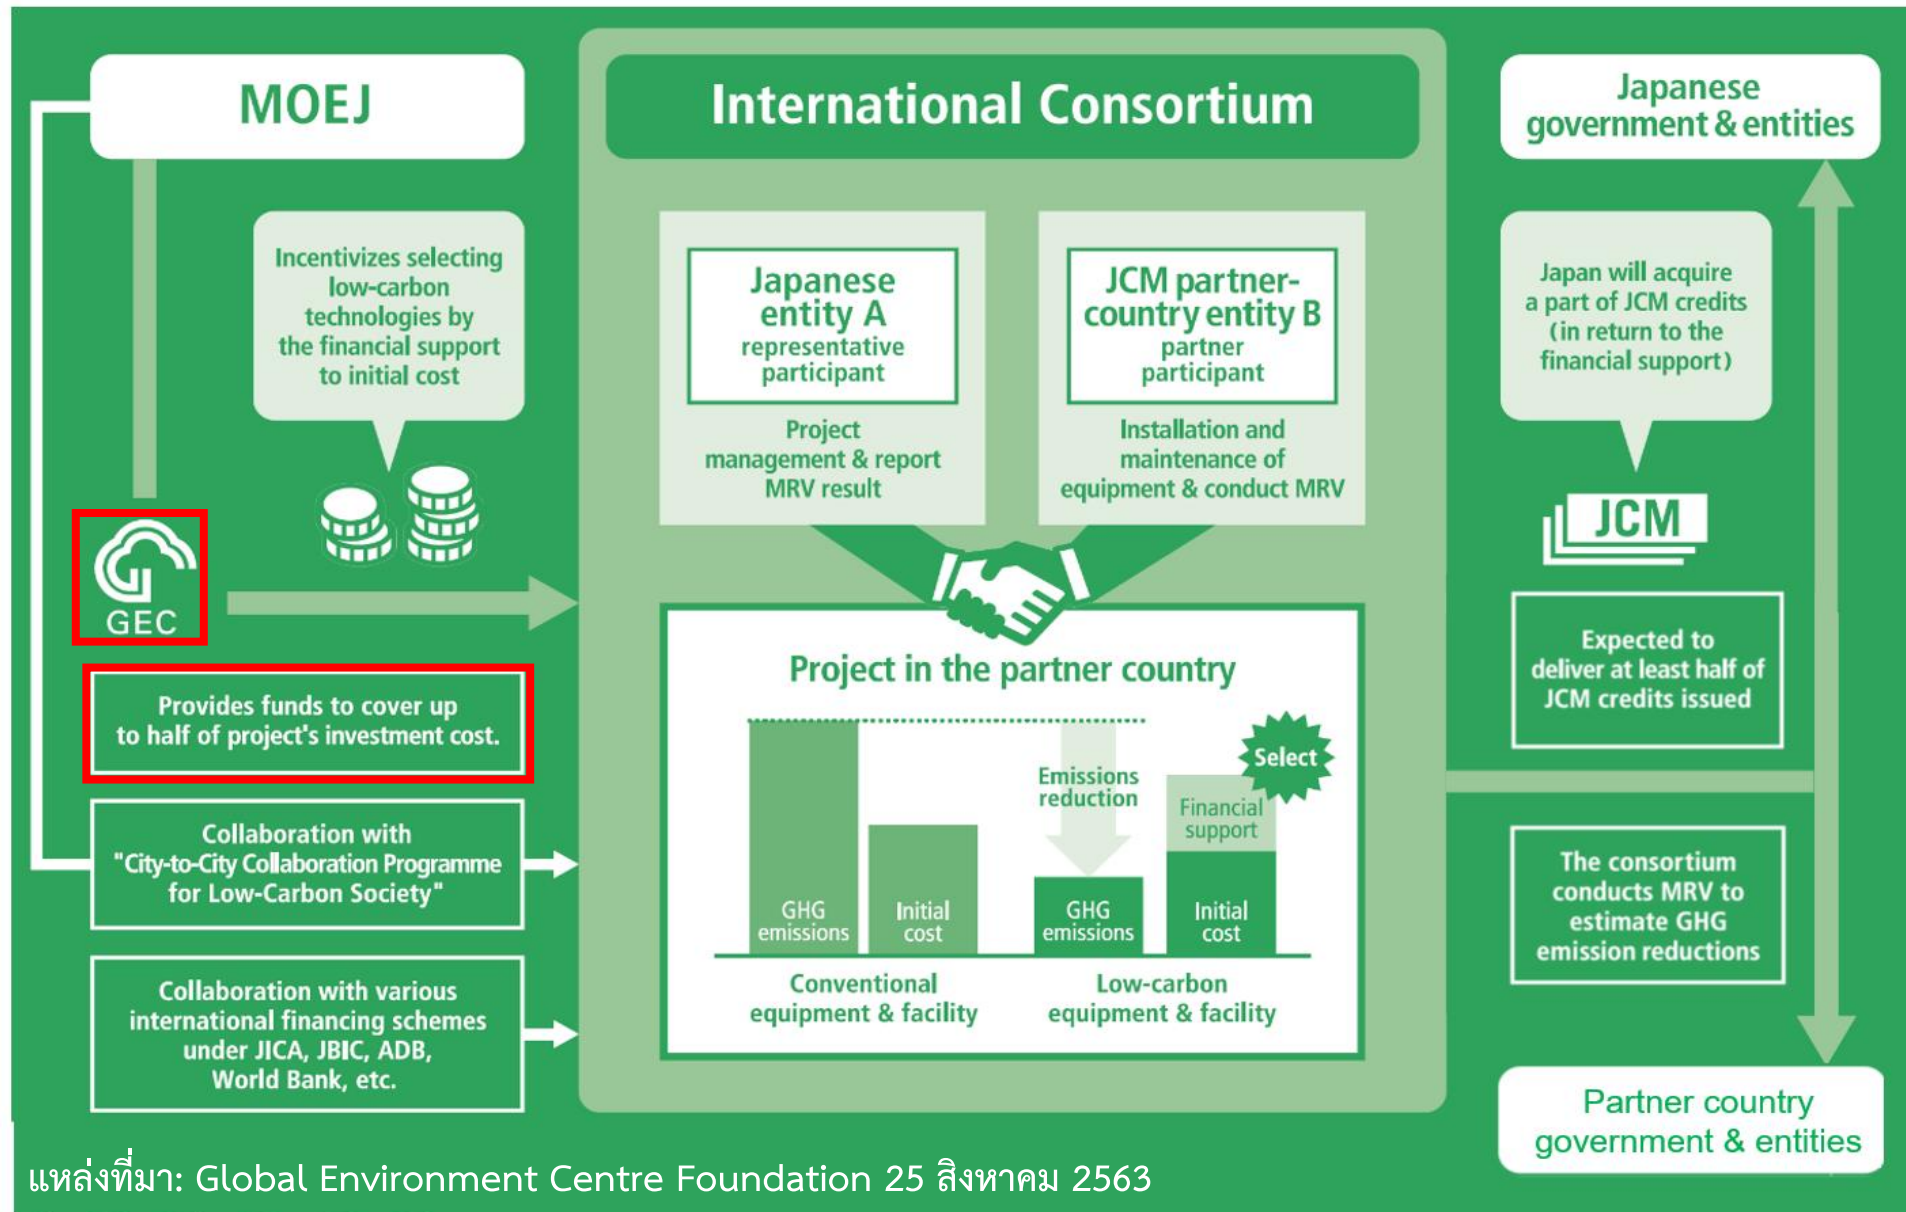 MOEJ
Incentivizes selecting
low-carbon
technologies by
the financial support
to initial cost
GEC
Provides funds to cover up
to half of project's investment cost.
Collaboration with
"City-to-City Collaboration Programme
for Low-Carbon Society"
Collaboration with various
international financing schemes
under JICA, JBIC, ADB,
World Bank, etc.
International Consortium
Japanese
entity A
representative
participant
Project
management & report
MRV result
JCM partner-
country entity B
partner
participant
Installation and
maintenance of
equipment & conduct MRV
Project in the partner country
GHG
emissions
Initial
cost
Conventional
equipment & facility
Emissions
reduction
GHG
emissions
Select
Financial
support
Initial
cost
Low-carbon
equipment & facility
Japanese
government & entities
Japan will acquire
a part of JCM credits
(in return to the
financial support)
JCM
Expected to
deliver at least half of
JCM credits issued
The consortium
conducts MRV to
estimate GHG
emission reductions
Partner country
government & entities
แหล่งที่มา: Global Environment Centre Foundation 25 สิงหาคม 2563